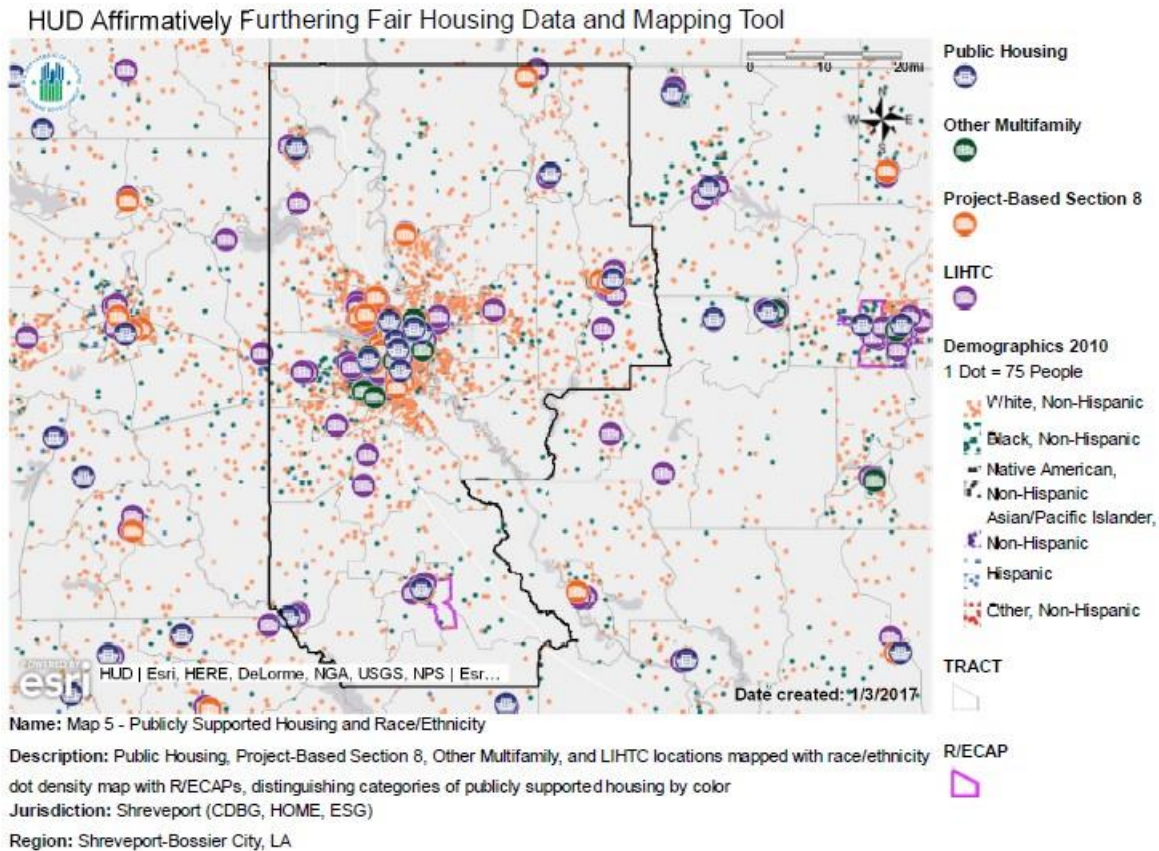 HUD Affirmatively Furthering Fair Housing Data and Mapping Tool
0 10 20mi
N
W E
S
Public Housing
Other Multifamily
Project-Based Section 8
LIHTC
Demographics 2010
1 Dot = 75 People
White, Non-Hispanic
Black, Non-Hispanic
Native American,
Non-Hispanic
Asian/Pacific Islander,
Non-Hispanic
Hispanic
Other, Non-Hispanic
TRACT
R/ECAP
POWERED BY
esri
HUD | Esri, HERE, DeLorme, NGA, USGS, NPS | Esr...
Date created: 1/3/2017
Name: Map 5 - Publicly Supported Housing and Race/Ethnicity
Description: Public Housing, Project-Based Section 8, Other Multifamily, and LIHTC locations mapped with race/ethnicity
dot density map with R/ECAPs, distinguishing categories of publicly supported housing by color
Jurisdiction: Shreveport (CDBG, HOME, ESG)
Region: Shreveport-Bossier City, LA